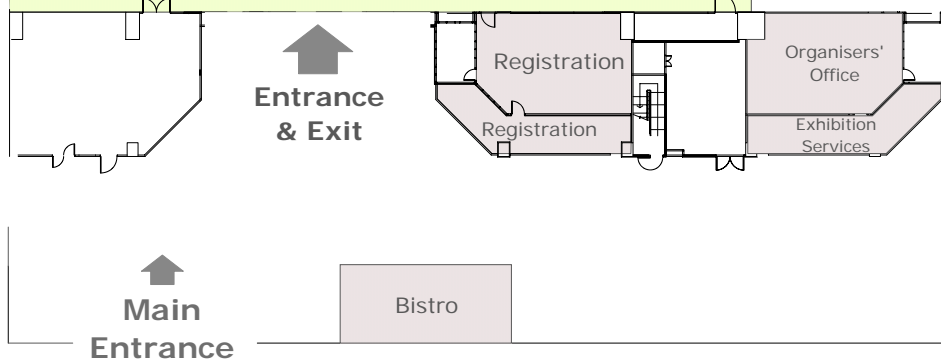 Registration
Organisers'
Office
Entrance
& Exit
Registration
Exhibition
Services
Main
Entrance
Bistro